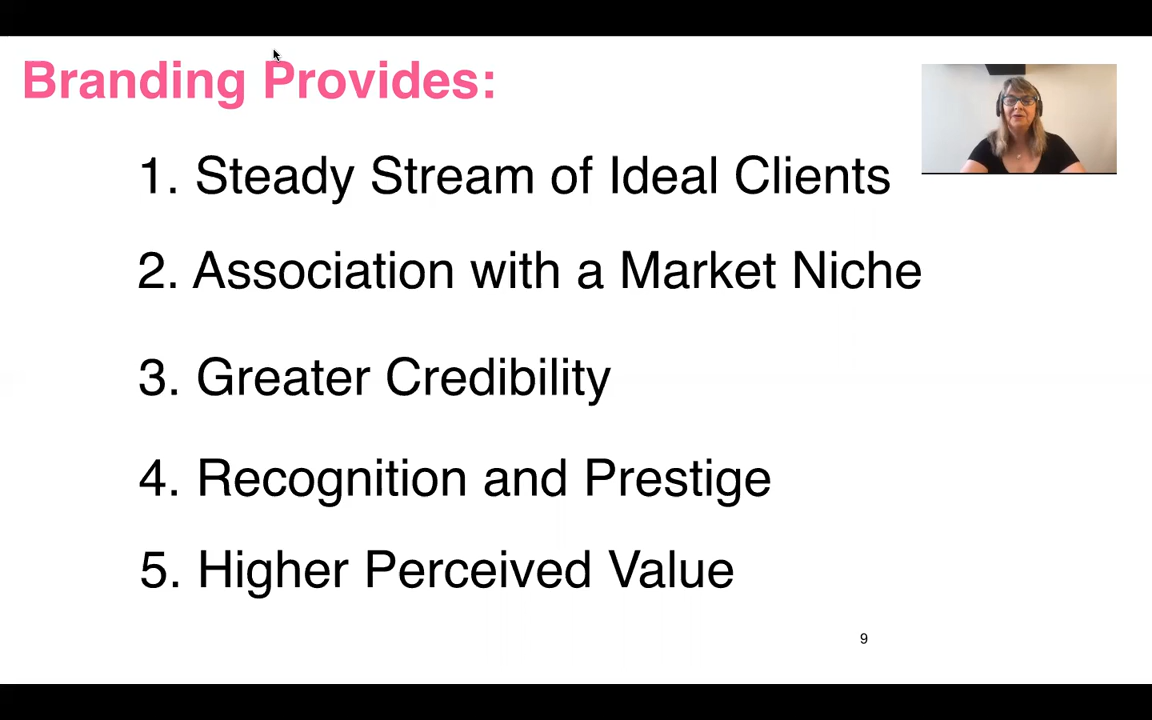 Branding Provides:
1. Steady Stream of Ideal Clients
2. Association with a Market Niche
3. Greater Credibility
4. Recognition and Prestige
5. Higher Perceived Value
9